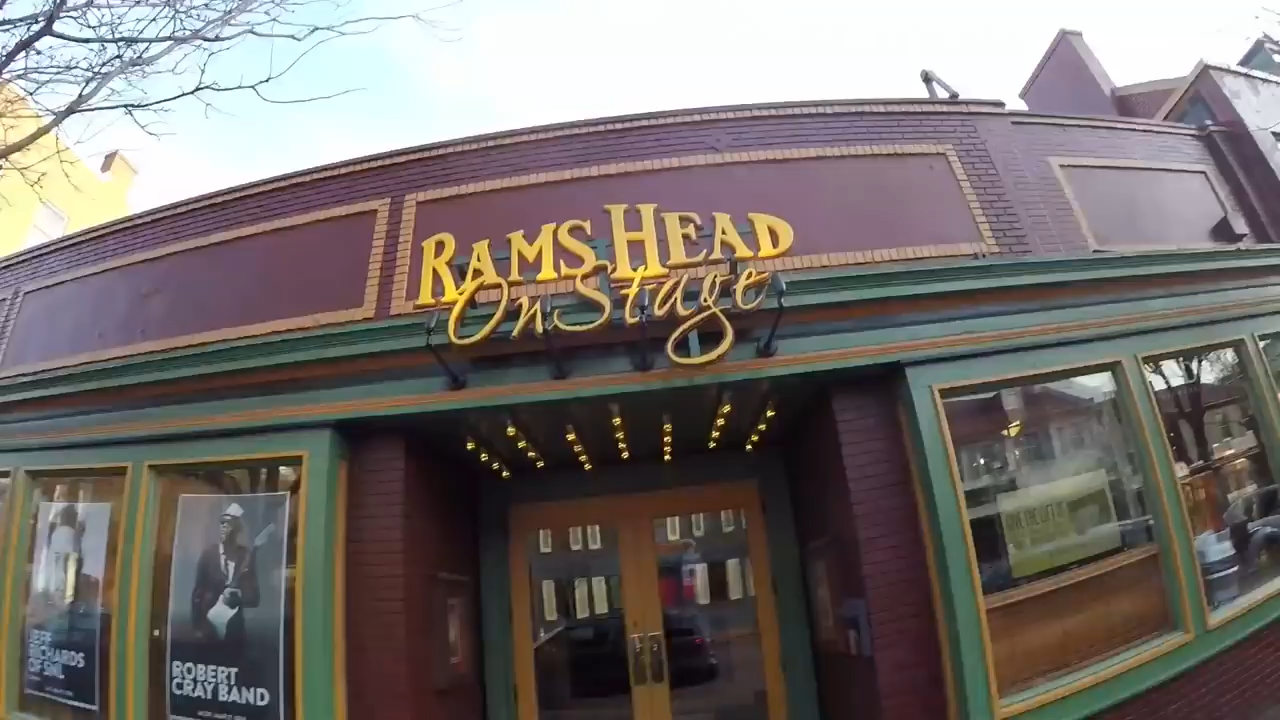 RAMS HEAD
On Stage
JEFF
RICHARDS
OF SNL
ROBERT
CRAY BAND